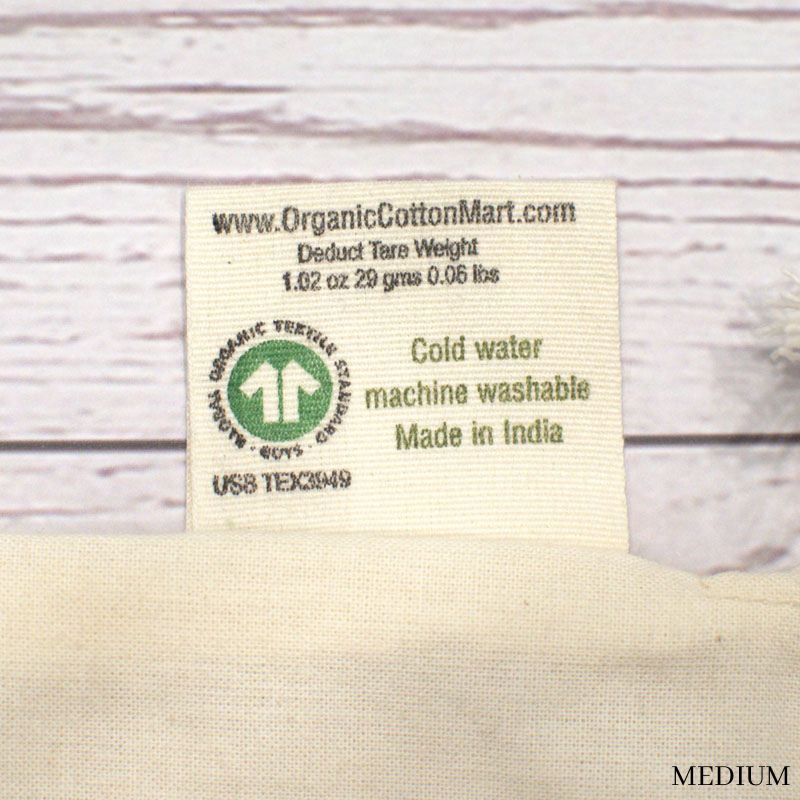 www.OrganicCottonMart.com
Deduct Tare Weight
1.02 oz 29 gms 0.06 lbs
GLOBAL ORGANIC TEXTILE STANDARD · GOTS ·
Cold water
machine washable
Made in India
USB TEX3949
MEDIUM